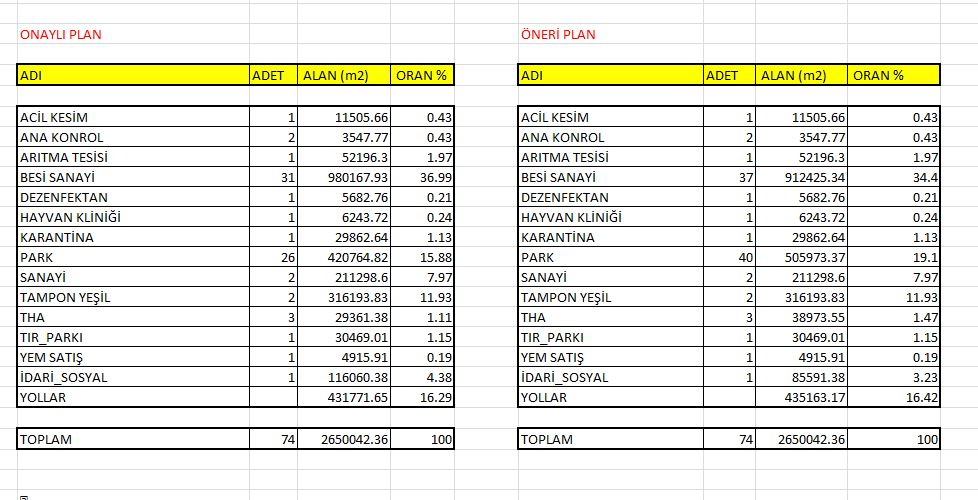 ONAYLI PLAN ÖNERİ PLAN
ADI ADET ALAN (m2) ORAN % ADI ADET ALAN (m2) ORAN %
ACİL KESİM 1 11505.66 0.43 ACİL KESİM 1 11505.66 0.43
ANA KONROL 2 3547.77 0.43 ANA KONROL 2 3547.77 0.43
ARITMA TESİSİ 1 52196.3 1.97 ARITMA TESİSİ 1 52196.3 1.97
BESİ SANAYİ 31 980167.93 36.99 BESİ SANAYİ 37 912425.34 34.4
DEZENFEKTAN 1 5682.76 0.21 DEZENFEKTAN 1 5682.76 0.21
HAYVAN KLİNİĞİ 1 6243.72 0.24 HAYVAN KLİNİĞİ 1 6243.72 0.24
KARANTİNA 1 29862.64 1.13 KARANTİNA 1 29862.64 1.13
PARK 26 420764.82 15.88 PARK 40 505973.37 19.1
SANAYİ 2 211298.6 7.97 SANAYİ 2 211298.6 7.97
TAMPON YEŞİL 2 316193.83 11.93 TAMPON YEŞİL 2 316193.83 11.93
THA 3 29361.38 1.11 THA 3 38973.55 1.47
TIR_PARKI 1 30469.01 1.15 TIR_PARKI 1 30469.01 1.15
YEM SATIŞ 1 4915.91 0.19 YEM SATIŞ 1 4915.91 0.19
İDARİ_SOSYAL 1 116060.38 4.38 İDARİ_SOSYAL 1 85591.38 3.23
YOLLAR 431771.65 16.29 YOLLAR 435163.17 16.42
TOPLAM 74 2650042.36 100 TOPLAM 74 2650042.36 100